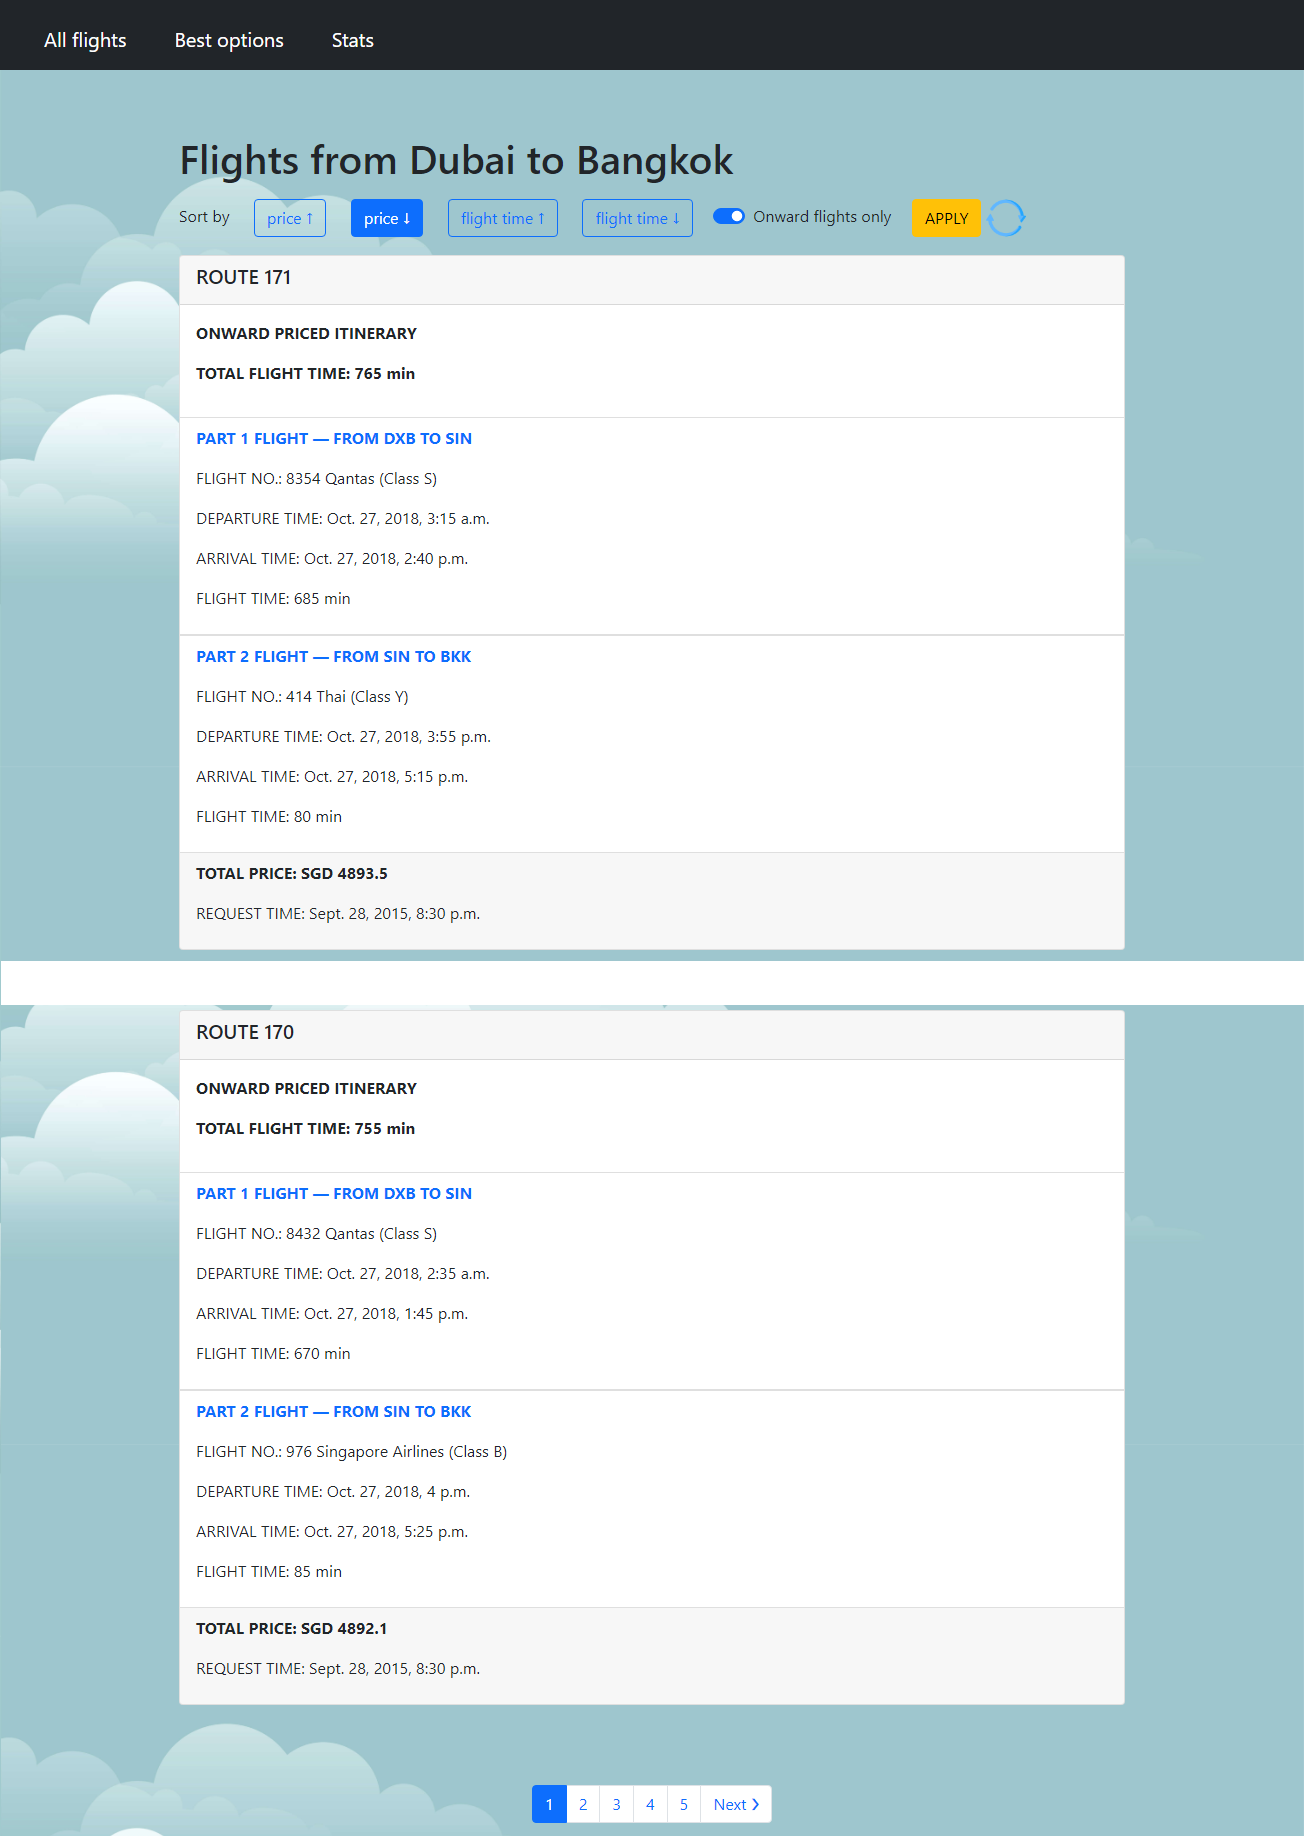 All flights Best options Stats
Flights from Dubai to Bangkok
Sort by price ↑ price ↓ flight time ↑ flight time ↓ Onward flights only APPLY
ROUTE 171
ONWARD PRICED ITINERARY
TOTAL FLIGHT TIME: 765 min
PART 1 FLIGHT — FROM DXB TO SIN
FLIGHT NO.: 8354 Qantas (Class S)
DEPARTURE TIME: Oct. 27, 2018, 3:15 a.m.
ARRIVAL TIME: Oct. 27, 2018, 2:40 p.m.
FLIGHT TIME: 685 min
PART 2 FLIGHT — FROM SIN TO BKK
FLIGHT NO.: 414 Thai (Class Y)
DEPARTURE TIME: Oct. 27, 2018, 3:55 p.m.
ARRIVAL TIME: Oct. 27, 2018, 5:15 p.m.
FLIGHT TIME: 80 min
TOTAL PRICE: SGD 4893.5
REQUEST TIME: Sept. 28, 2015, 8:30 p.m.
ROUTE 170
ONWARD PRICED ITINERARY
TOTAL FLIGHT TIME: 755 min
PART 1 FLIGHT — FROM DXB TO SIN
FLIGHT NO.: 8432 Qantas (Class S)
DEPARTURE TIME: Oct. 27, 2018, 2:35 a.m.
ARRIVAL TIME: Oct. 27, 2018, 1:45 p.m.
FLIGHT TIME: 670 min
PART 2 FLIGHT — FROM SIN TO BKK
FLIGHT NO.: 976 Singapore Airlines (Class B)
DEPARTURE TIME: Oct. 27, 2018, 4 p.m.
ARRIVAL TIME: Oct. 27, 2018, 5:25 p.m.
FLIGHT TIME: 85 min
TOTAL PRICE: SGD 4892.1
REQUEST TIME: Sept. 28, 2015, 8:30 p.m.
1 2 3 4 5 Next ❯